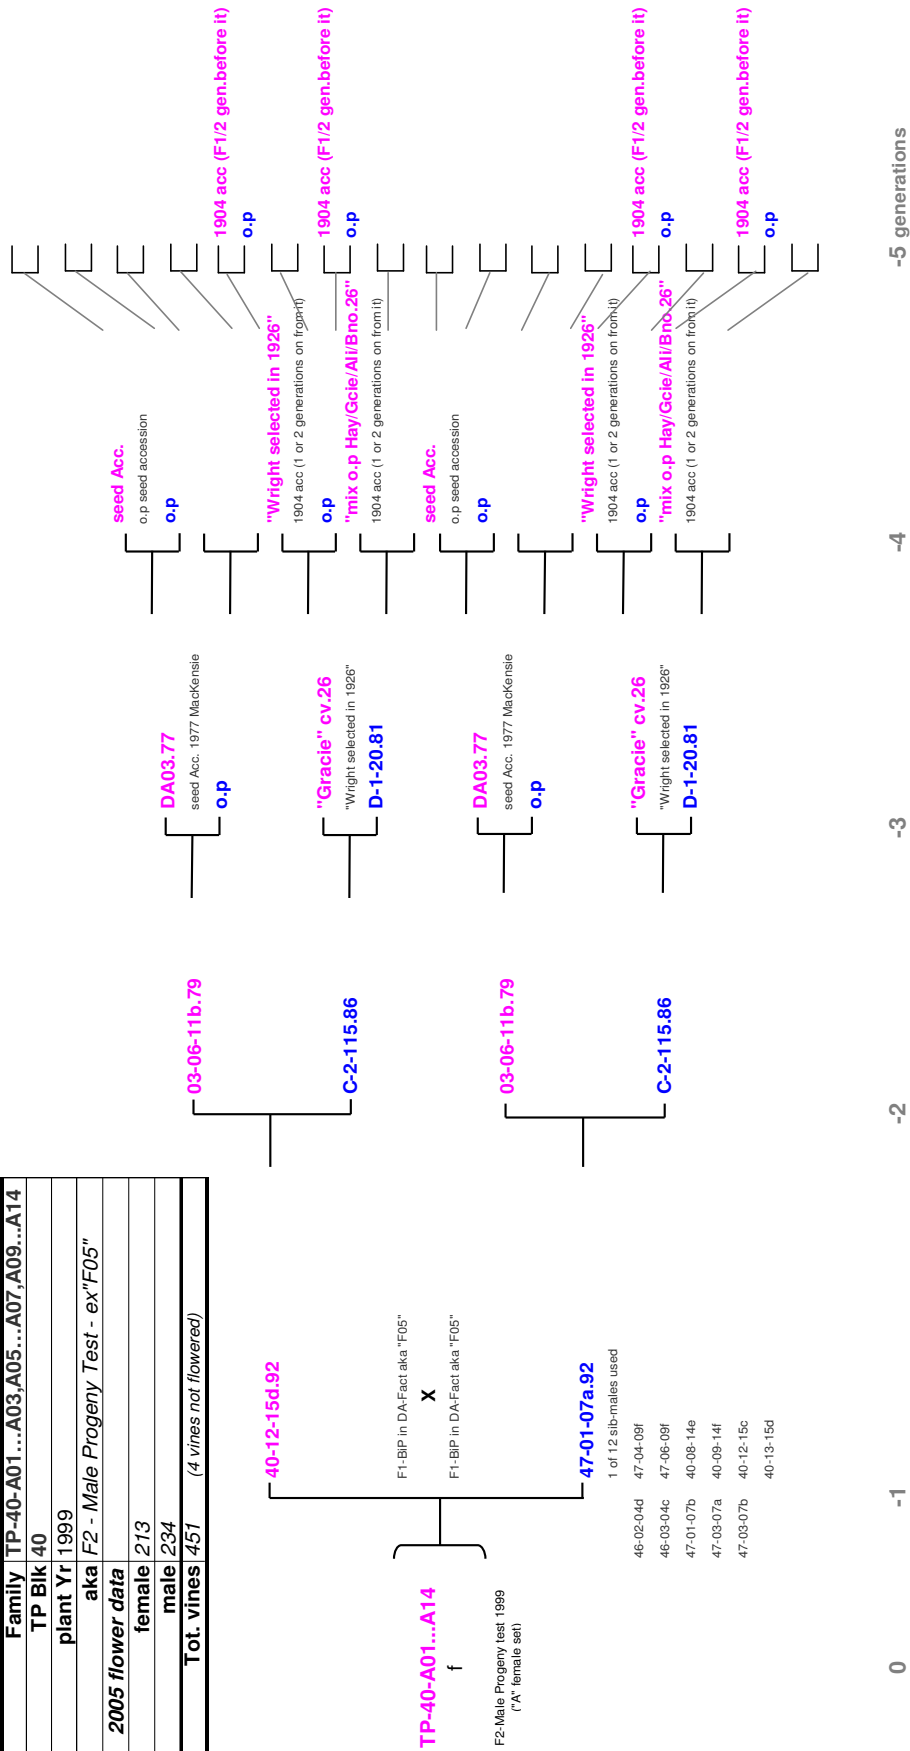 Family TP-40-A01...A03,A05...A07,A09...A14
TP Blk 40
plant Yr 1999
aka F2 - Male Progeny Test - ex"F05"
2005 flower data
female 213
male 234
Tot. vines 451 (4 vines not flowered)
TP-40-A01...A14
f
F2-Male Progeny test 1999
("A" female set)
40-12-15d.92
F1-BiP in DA-Fact aka "F05"
X
F1-BiP in DA-Fact aka "F05"
47-01-07a.92
1 of 12 sib-males used
46-02-04d 47-04-09f
46-03-04c 47-06-09f
47-01-07b 40-08-14e
47-03-07a 40-09-14f
47-03-07b 40-12-15c
40-13-15d
03-06-11b.79
C-2-115.86
03-06-11b.79
C-2-115.86
DA03.77
seed Acc. 1977 MacKensie
o.p
"Gracie" cv.26
"Wright selected in 1926"
D-1-20.81
DA03.77
seed Acc. 1977 MacKensie
o.p
"Gracie" cv.26
"Wright selected in 1926"
D-1-20.81
seed Acc.
o.p seed accession
o.p
"Wright selected in 1926"
1904 acc (1 or 2 generations on from it)
o.p
"mix o.p Hay/Gcie/Ali/Bno.26"
1904 acc (1 or 2 generations on from it)
seed Acc.
o.p seed accession
o.p
"Wright selected in 1926"
1904 acc (1 or 2 generations on from it)
o.p
"mix o.p Hay/Gcie/Ali/Bno.26"
1904 acc (1 or 2 generations on from it)
1904 acc (F1/2 gen.before it)
o.p
1904 acc (F1/2 gen.before it)
o.p
1904 acc (F1/2 gen.before it)
o.p
1904 acc (F1/2 gen.before it)
o.p
0 -1 -2 -3 -4 -5 generations